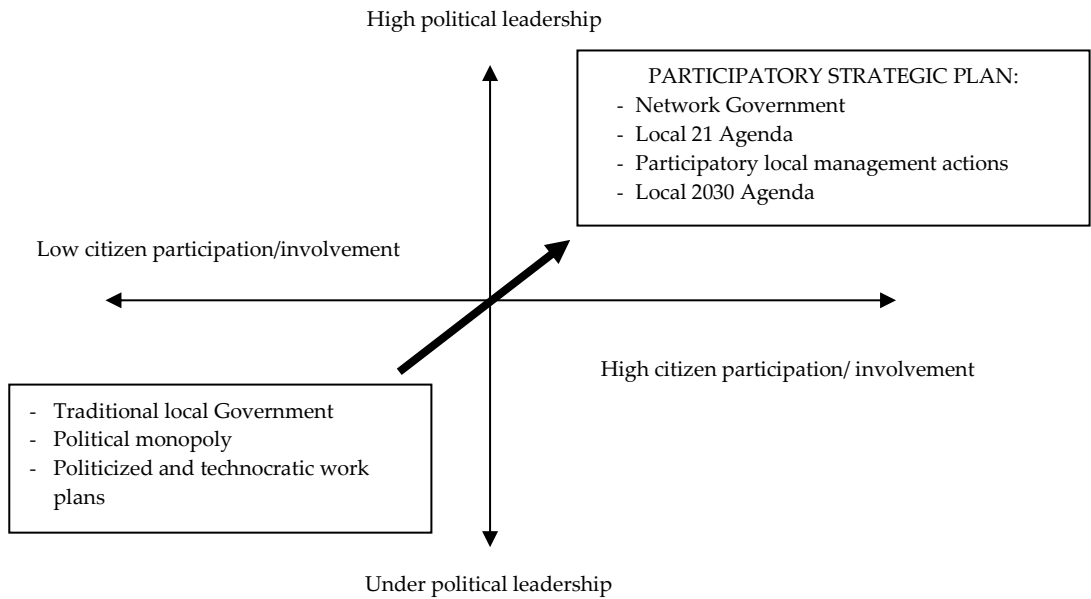 High political leadership
PARTICIPATORY STRATEGIC PLAN:
- Network Government
- Local 21 Agenda
- Participatory local management actions
- Local 2030 Agenda
Low citizen participation/involvement
High citizen participation/ involvement
- Traditional local Government
- Political monopoly
- Politicized and technocratic work
plans
Under political leadership